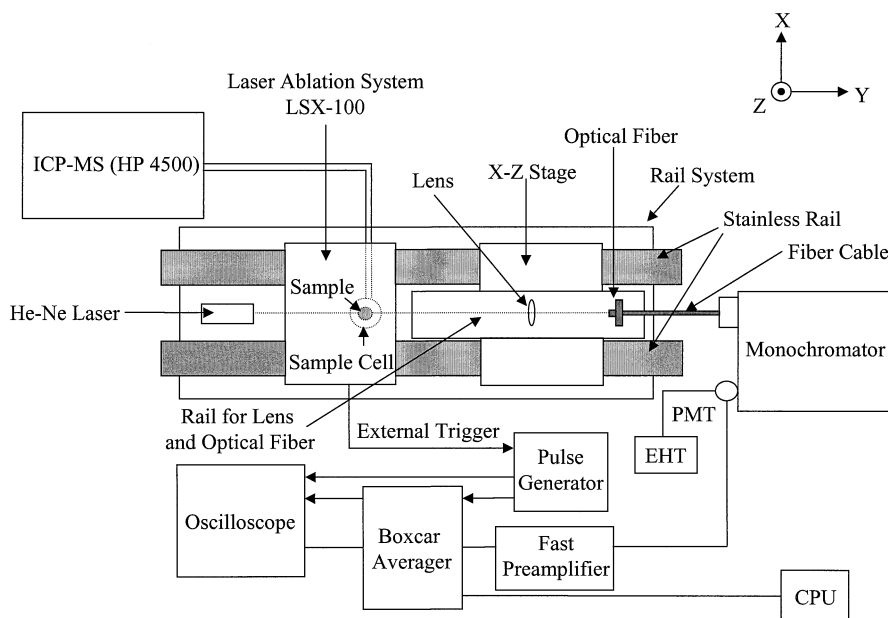 X
Z
Y
Laser Ablation System
LSX-100
Optical Fiber
ICP-MS (HP 4500)
X-Z Stage
Lens
Rail System
Stainless Rail
Fiber Cable
Sample
He-Ne Laser
Sample Cell
Monochromator
Rail for Lens
and Optical Fiber
External Trigger
PMT
EHT
Pulse
Generator
Oscilloscope
Boxcar
Averager
Fast
Preamplifier
CPU